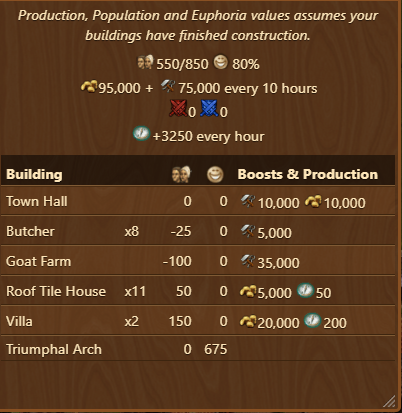 Production, Population and Euphoria values assumes your
buildings have finished construction.
550/850 80%
95,000 + 75,000 every 10 hours
0 0
+3250 every hour
Building Boosts & Production
Town Hall 0 0 10,000 10,000
Butcher x8 -25 0 5,000
Goat Farm -100 0 35,000
Roof Tile House x11 50 0 5,000 50
Villa x2 150 0 20,000 200
Triumphal Arch 0 675